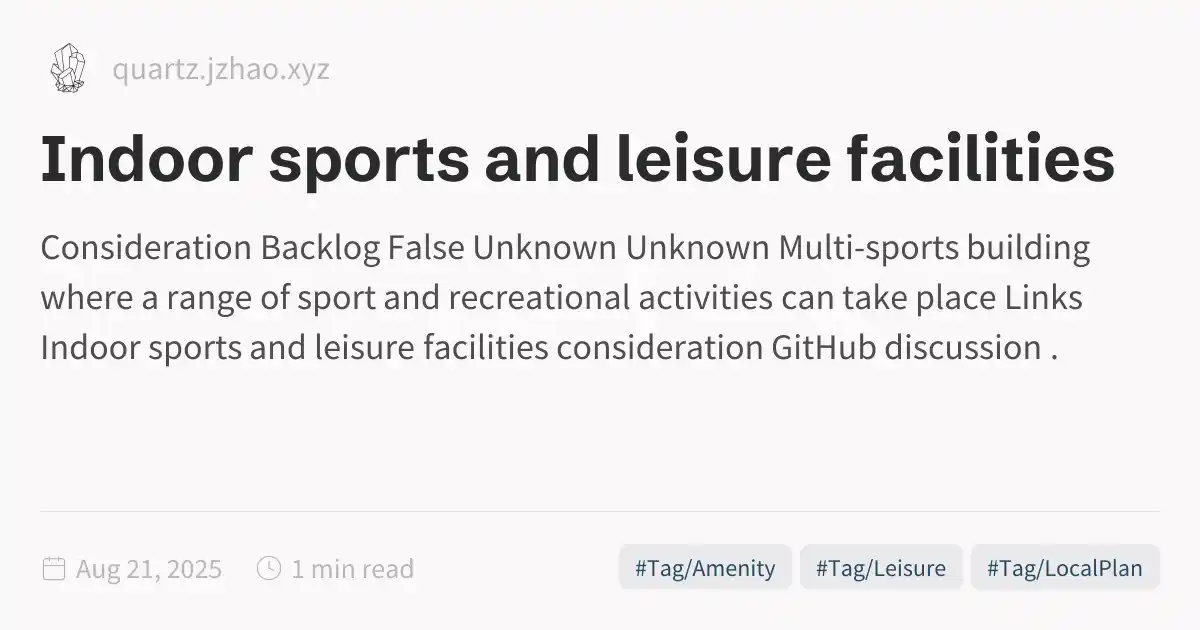 quartz.jzhao.xyz
Indoor sports and leisure facilities
Consideration Backlog False Unknown Unknown Multi-sports building
where a range of sport and recreational activities can take place Links
Indoor sports and leisure facilities consideration GitHub discussion .
Aug 21, 2025 1 min read #Tag/Amenity #Tag/Leisure #Tag/LocalPlan